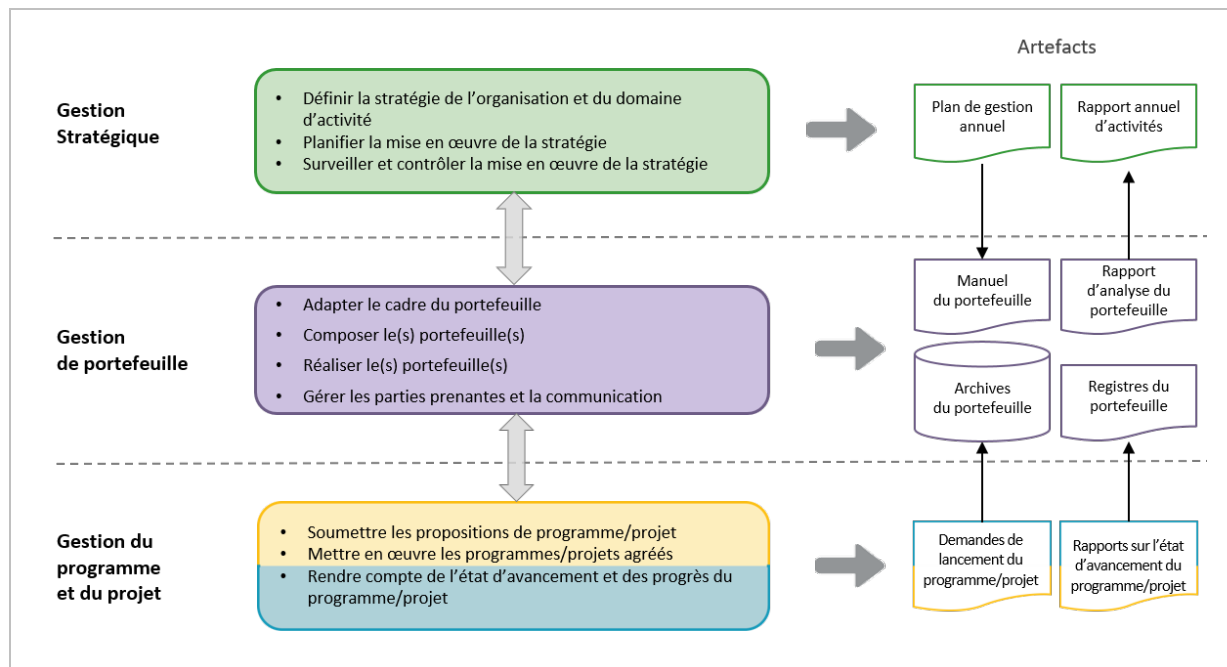 Artefacts
Gestion
Stratégique
• Définir la stratégie de l’organisation et du domaine
d’activité
• Planifier la mise en œuvre de la stratégie
• Surveiller et contrôler la mise en œuvre de la stratégie
Plan de gestion
annuel
Rapport annuel
d’activités
Gestion
de portefeuille
• Adapter le cadre du portefeuille
• Composer le(s) portefeuille(s)
• Réaliser le(s) portefeuille(s)
• Gérer les parties prenantes et la communication
Manuel
du portefeuille
Rapport
d’analyse du
portefeuille
Archives
du portefeuille
Registres du
portefeuille
Gestion du
programme
et du projet
• Soumettre les propositions de programme/projet
• Mettre en œuvre les programmes/projets agréés
• Rendre compte de l’état d’avancement et des progrès du
programme/projet
Demandes de
lancement du
programme/projet
Rapports sur l’état
d’avancement du
programme/projet